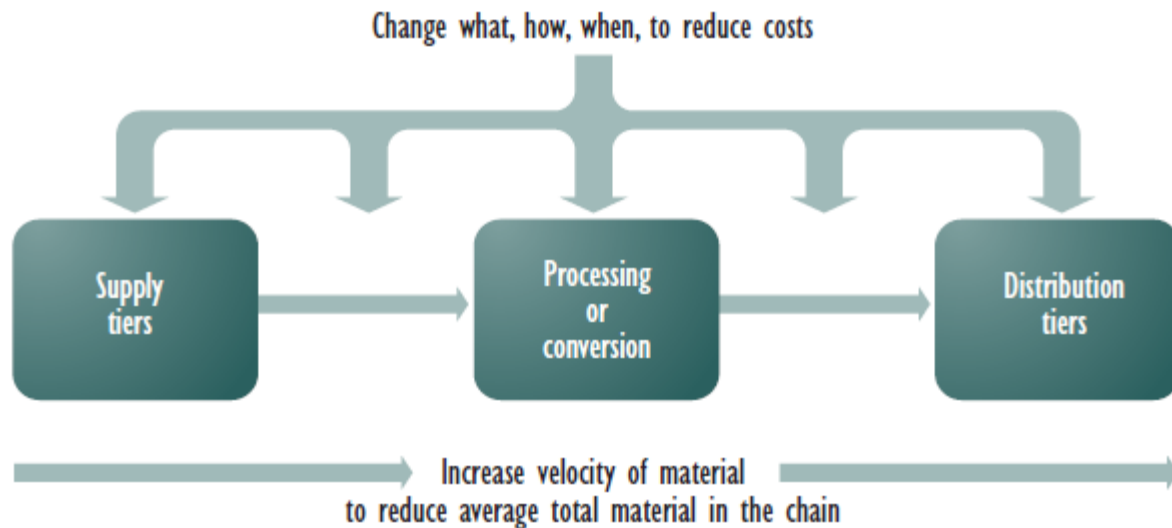 Change what, how, when, to reduce costs
Supply
tiers
Processing
or
conversion
Distribution
tiers
Increase velocity of material
to reduce average total material in the chain